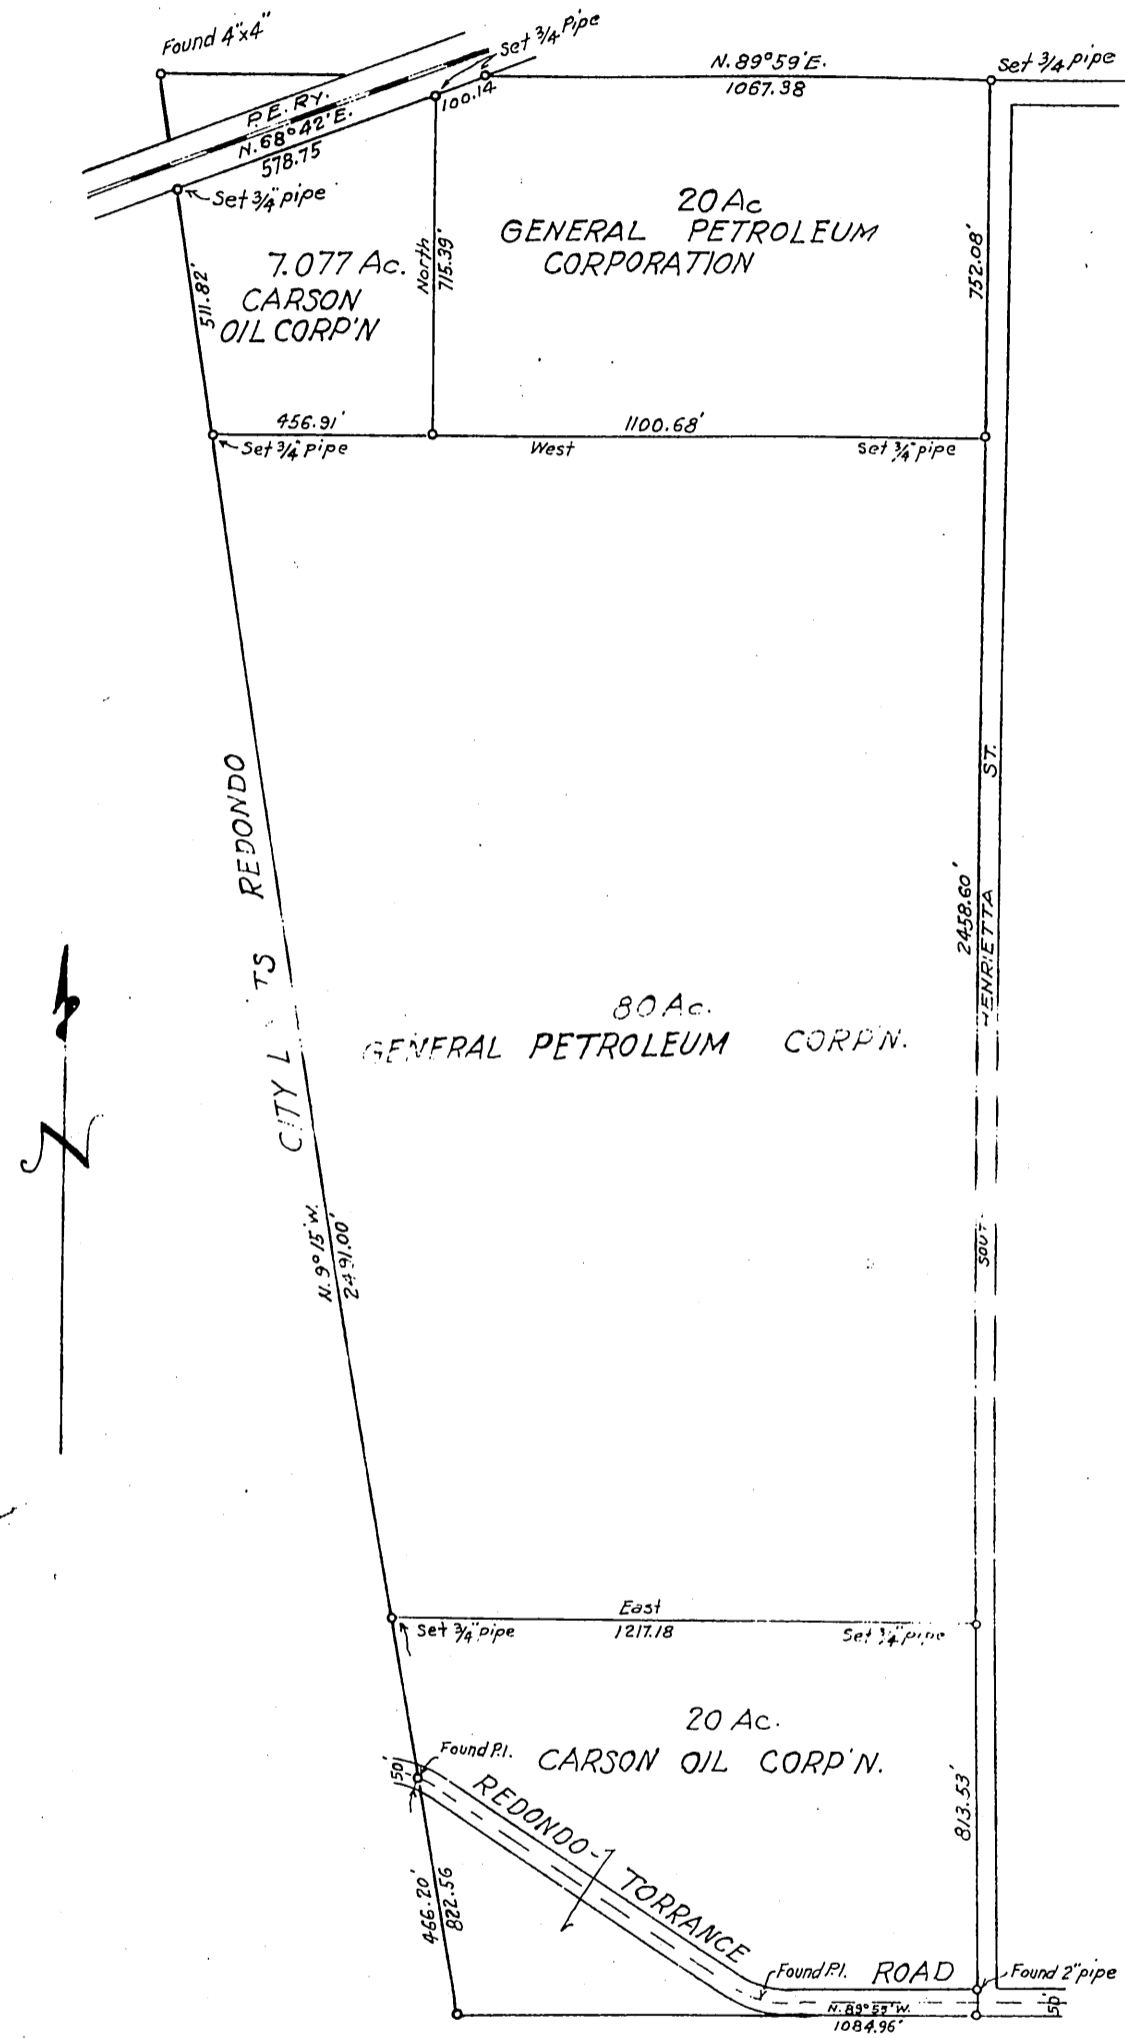 Found 4"x4"
Set 3/4 Pipe
N. 89°59' E.
1067.38
Set 3/4 pipe
P.E. RY.
N. 68°42' E.
578.75
100.14
Set 3/4" pipe
20 Ac
GENERAL PETROLEUM
CORPORATION
7.077 Ac.
CARSON
OIL CORP'N
511.82'
North
715.39'
752.08'
456.91'
1100.68'
Set 3/4" pipe
West
Set 3/4" pipe
REDONDO
CITY L TS
ST.
HENRIETTA
2458.60'
80 Ac.
GENERAL PETROLEUM CORP'N.
N. 9°15' W.
2491.00'
SOUT
N
East
1217.18
Set 3/4" pipe
Set 3/4" pipe
20 Ac.
CARSON OIL CORP'N.
Found P.I.
50'
REDONDO-TORRANCE
ROAD
813.53'
466.20'
822.56
Found P.I.
Found 2" pipe
N. 89°55' W.
1084.96'
50'